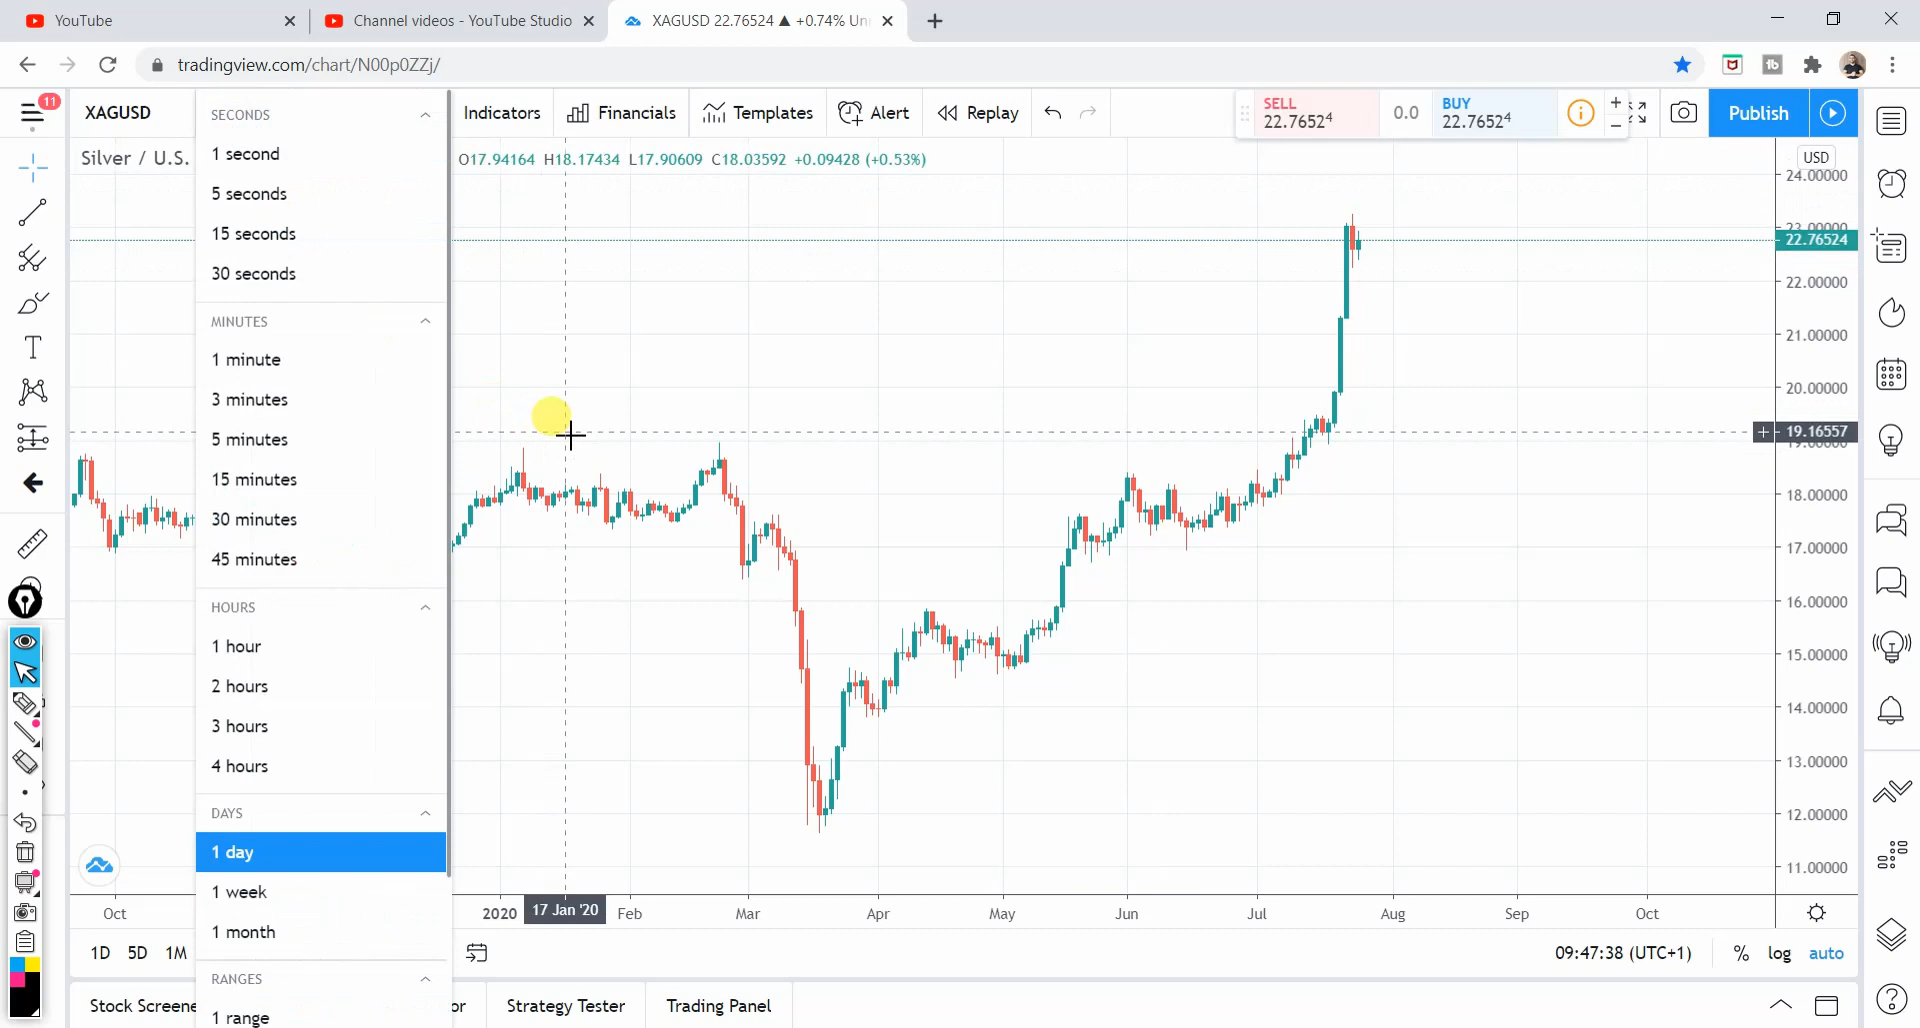 YouTube
Channel videos - YouTube Studio
XAGUSD 22.76524 ▲ +0.74% Un
tradingview.com/chart/N00p0ZZj/
11
XAGUSD
Indicators
Financials
Templates
Alert
Replay
SELL
22.76524
0.0
BUY
22.76524
Publish
Silver / U.S.
O17.94164 H18.17434 L17.90609 C18.03592 +0.09428 (+0.53%)
USD
SECONDS
1 second
5 seconds
15 seconds
30 seconds
MINUTES
1 minute
3 minutes
5 minutes
15 minutes
30 minutes
45 minutes
HOURS
1 hour
2 hours
3 hours
4 hours
DAYS
1 day
1 week
1 month
RANGES
1 range
24.00000
23.00000
22.76524
22.00000
21.00000
20.00000
19.16557
19.00000
18.00000
17.00000
16.00000
15.00000
14.00000
13.00000
12.00000
11.00000
Oct
2020
17 Jan '20
Feb
Mar
Apr
May
Jun
Jul
Aug
Sep
Oct
1D 5D 1M
09:47:38 (UTC+1)
%
log
auto
Stock Screene
or
Strategy Tester
Trading Panel